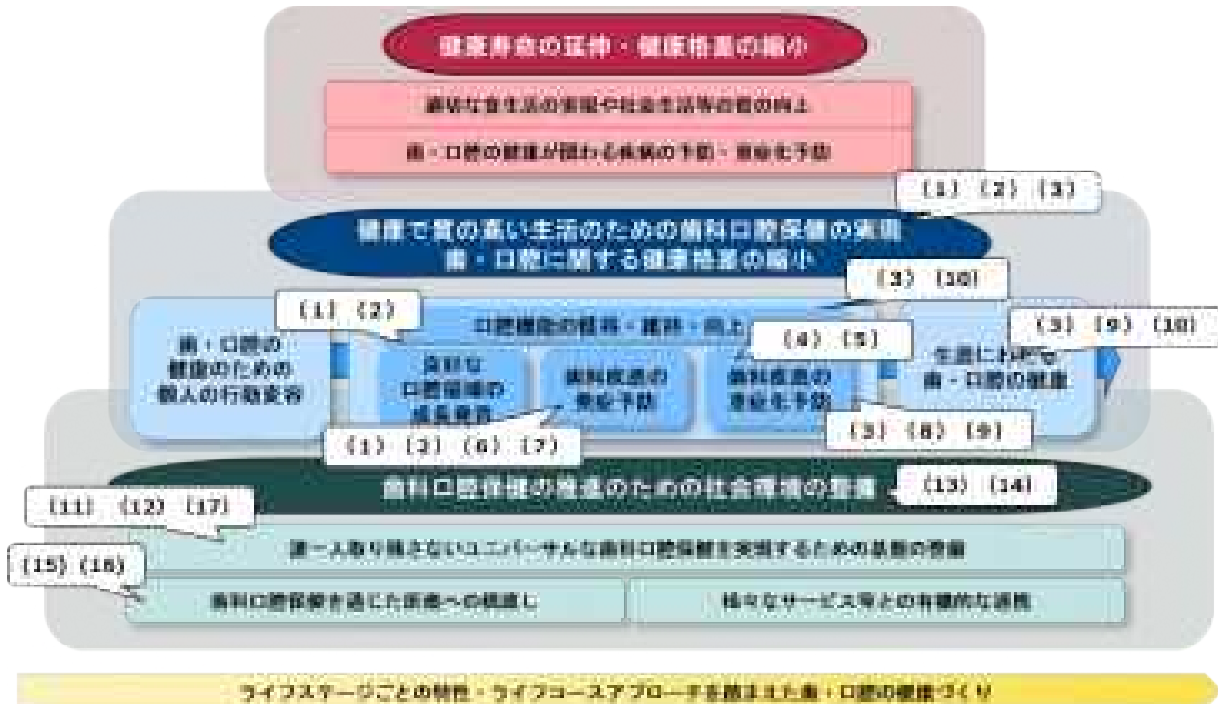 健康寿命の延伸・健康格差の縮小
適切な食生活の実現や社会生活等の質の向上
歯・口腔の健康が関わる疾病の予防・重症化予防
(1) (2) (3)
健康で質の高い生活のための歯科口腔保健の実現
歯・口腔に関する健康格差の縮小
(3) (10)
(1) (2)
口腔機能の獲得・維持・向上
(4) (5)
(3) (9) (10)
歯・口腔の
健康のための
個人の行動変容
良好な
口腔領域の
成長発育
歯科疾患の
発症予防
歯科疾患の
重症化予防
生涯にわたる
歯・口腔の健康
(1) (2) (6) (7)
(3) (8) (9)
歯科口腔保健の推進のための社会環境の整備
(13) (14)
(11) (12) (17)
誰一人取り残さないユニバーサルな歯科口腔保健を実現するための基盤の整備
(15) (16)
歯科口腔保健を通じた医療への橋渡し
様々なサービス等との有機的な連携
ライフステージごとの特性・ライフコースアプローチを踏まえた歯・口腔の健康づくり